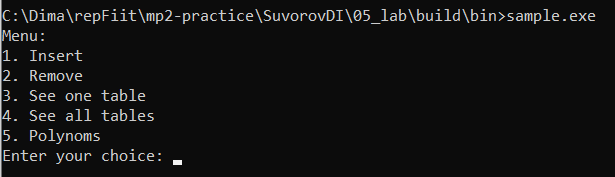 C:\Dima\repFiit\mp2-practice\SuvorovDI\05_lab\build\bin>sample.exe
Menu:
1. Insert
2. Remove
3. See one table
4. See all tables
5. Polynoms
Enter your choice: